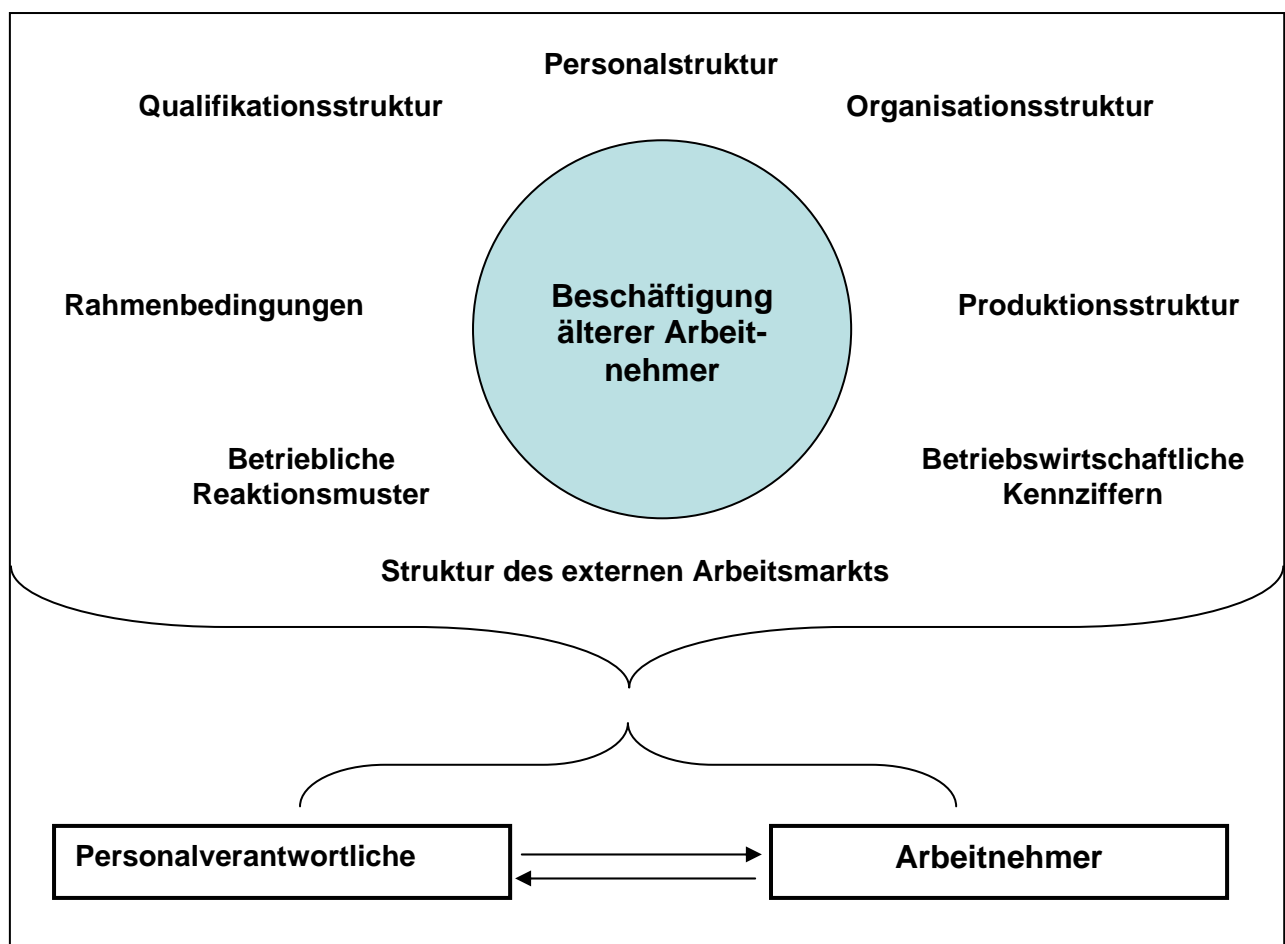 Personalstruktur
Qualifikationsstruktur
Organisationsstruktur
Rahmenbedingungen
Beschäftigung
älterer Arbeit-
nehmer
Produktionsstruktur
Betriebliche
Reaktionsmuster
Betriebswirtschaftliche
Kennziffern
Struktur des externen Arbeitsmarkts
Personalverantwortliche
Arbeitnehmer